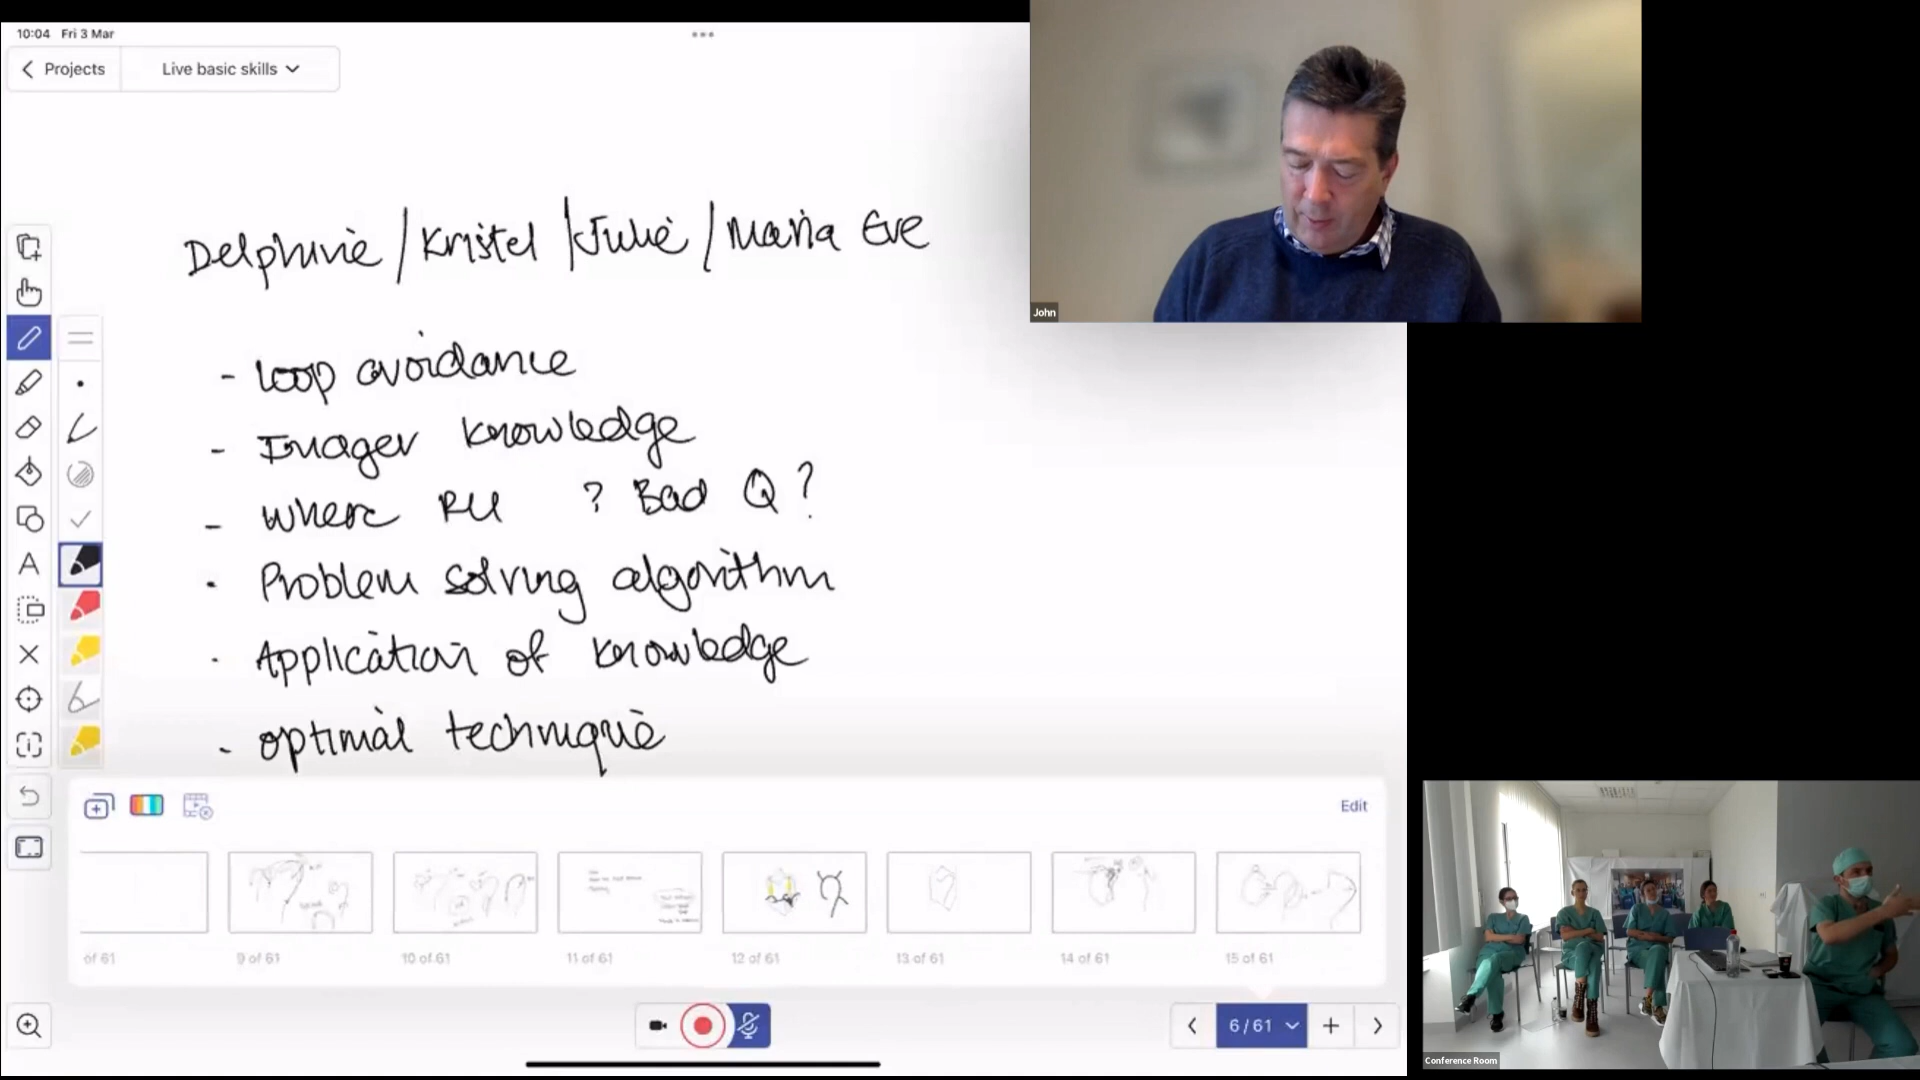 10:04 Fri 3 Mar
Projects
Live basic skills
Delphine / Kristel / Julie / Maria Eve
- Loop avoidance
- Imager knowledge
- where RU ? Bad Q ?
- Problem solving algorithm
- Application of knowledge
- optimal technique
John
Edit
of 61
9 of 61
10 of 61
11 of 61
12 of 61
13 of 61
14 of 61
15 of 61
6 / 61
Conference Room